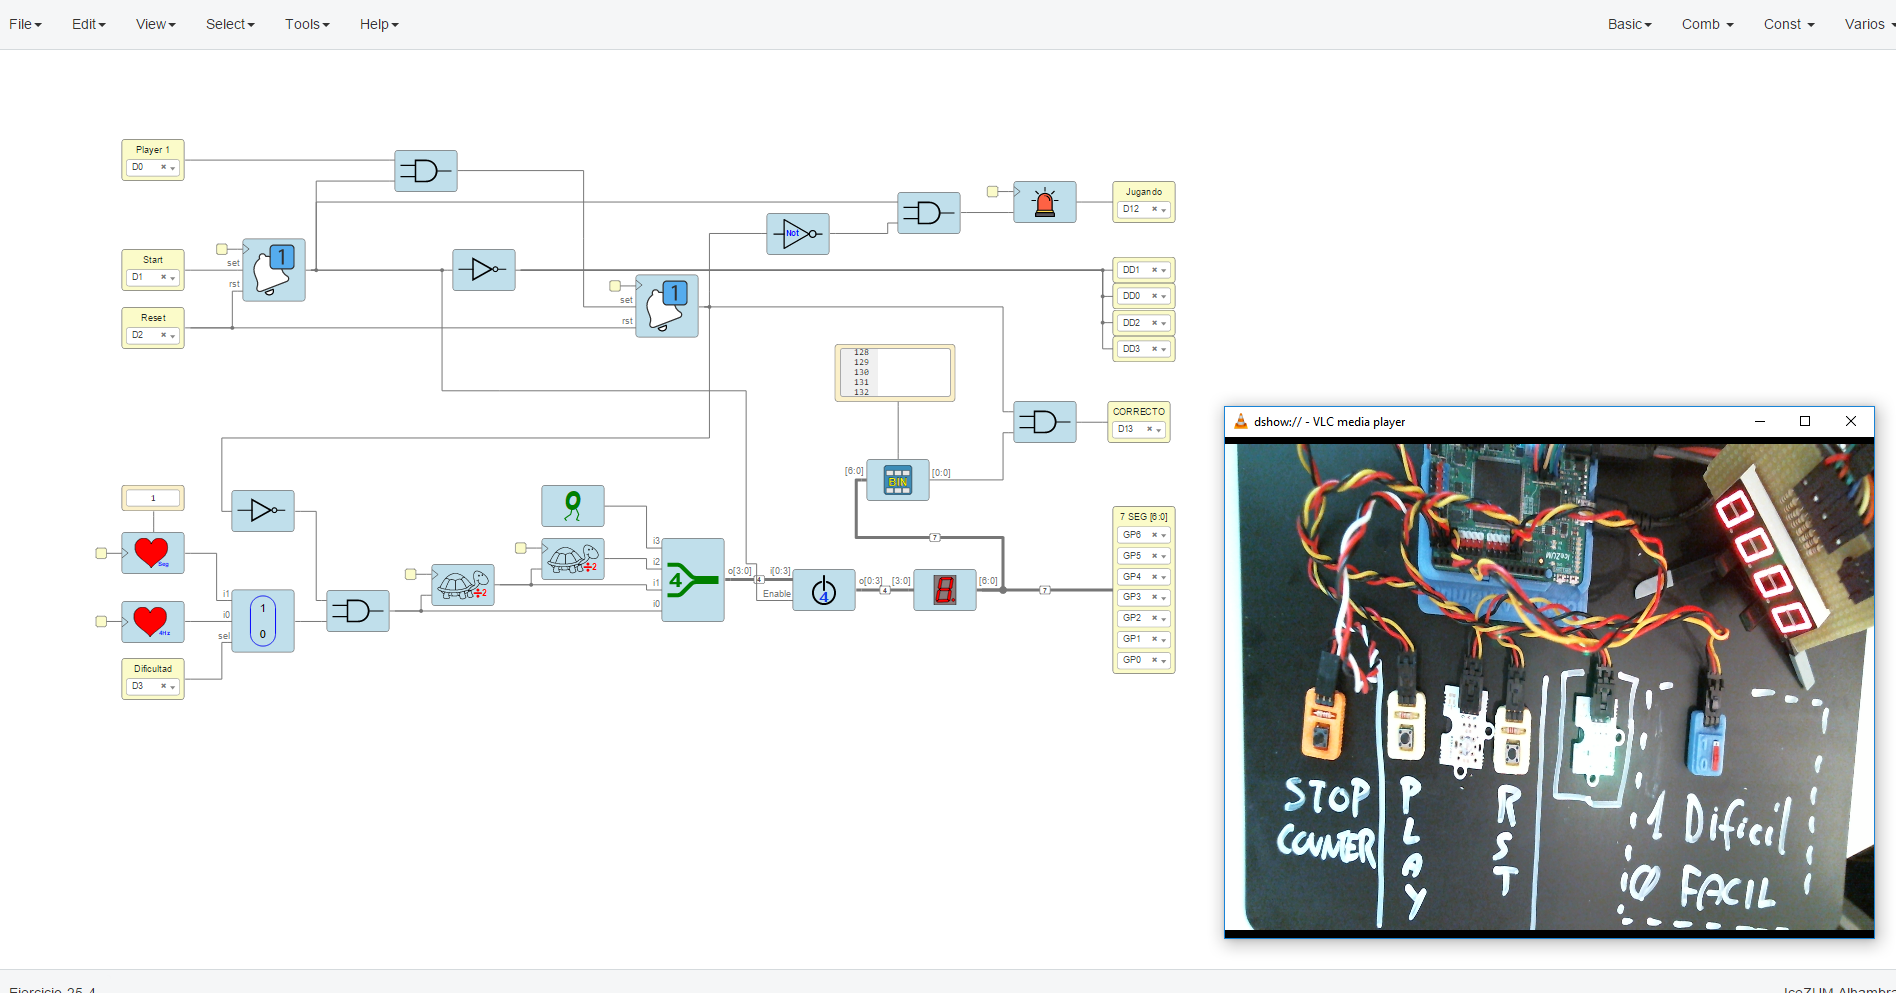 File Edit View Select Tools Help Basic Comb Const Varios
Player 1
D0
Start
D1
Reset
D2
set
rst
1
Not
set
rst
1
Jugando
D12
DD1
DD0
DD2
DD3
128
129
130
131
132
CORRECTO
D13
[6:0]
BIN
[0:0]
7
1
Seg
4Hz
Dificultad
D3
i1
i0
sel
1
0
÷2
0
÷2
i3
i2
i1
i0
4
o[3:0]
4
i[0:3]
Enable
4
o[0:3]
4
[3:0]
8.
[6:0]
7
7 SEG [6:0]
GP6
GP5
GP4
GP3
GP2
GP1
GP0
dshow:// - VLC media player
IceZUM
0000
STOP
COUNTER
PLAY
RST
1 Dificil
0 FACIL
Ejercicio 25.4
IceZUM Alhambra